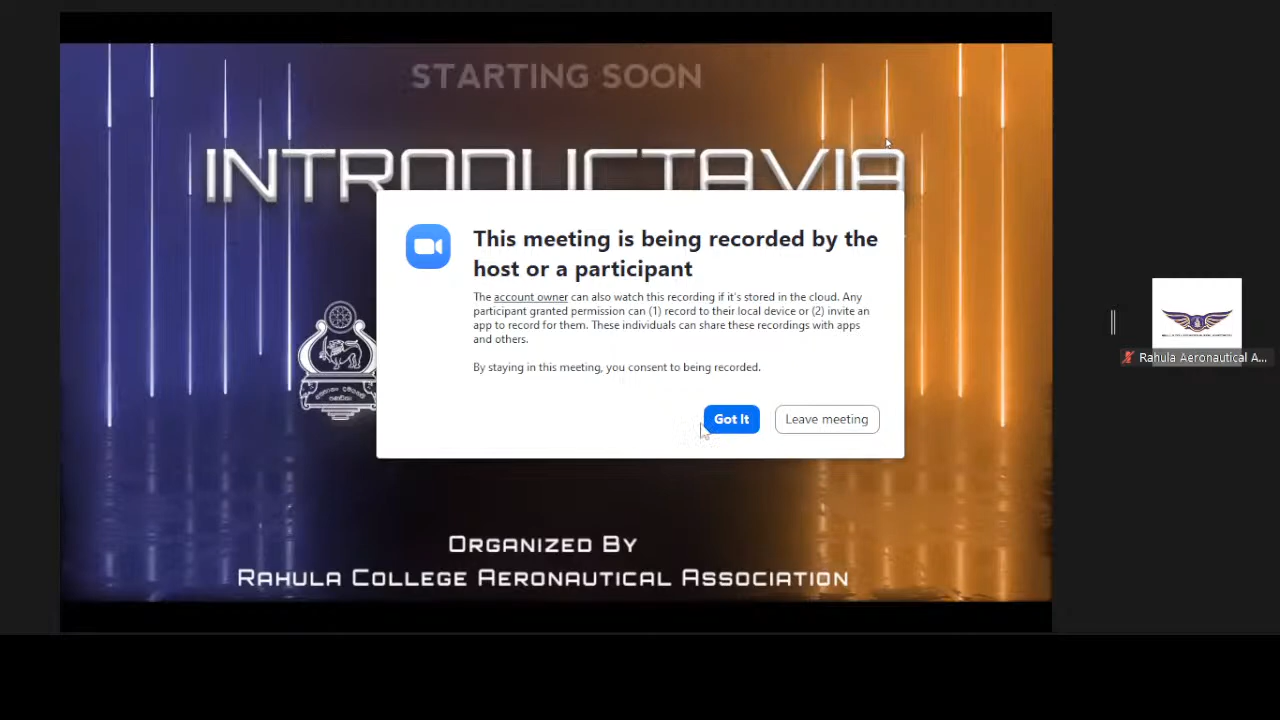 STARTING SOON
INTRODUCTAVIA
This meeting is being recorded by the
host or a participant
The account owner can also watch this recording if it's stored in the cloud. Any
participant granted permission can (1) record to their local device or (2) invite an
app to record for them. These individuals can share these recordings with apps
and others.
By staying in this meeting, you consent to being recorded.
Got It
Leave meeting
Rahula Aeronautical A...
ORGANIZED BY
RAHULA COLLEGE AERONAUTICAL ASSOCIATION